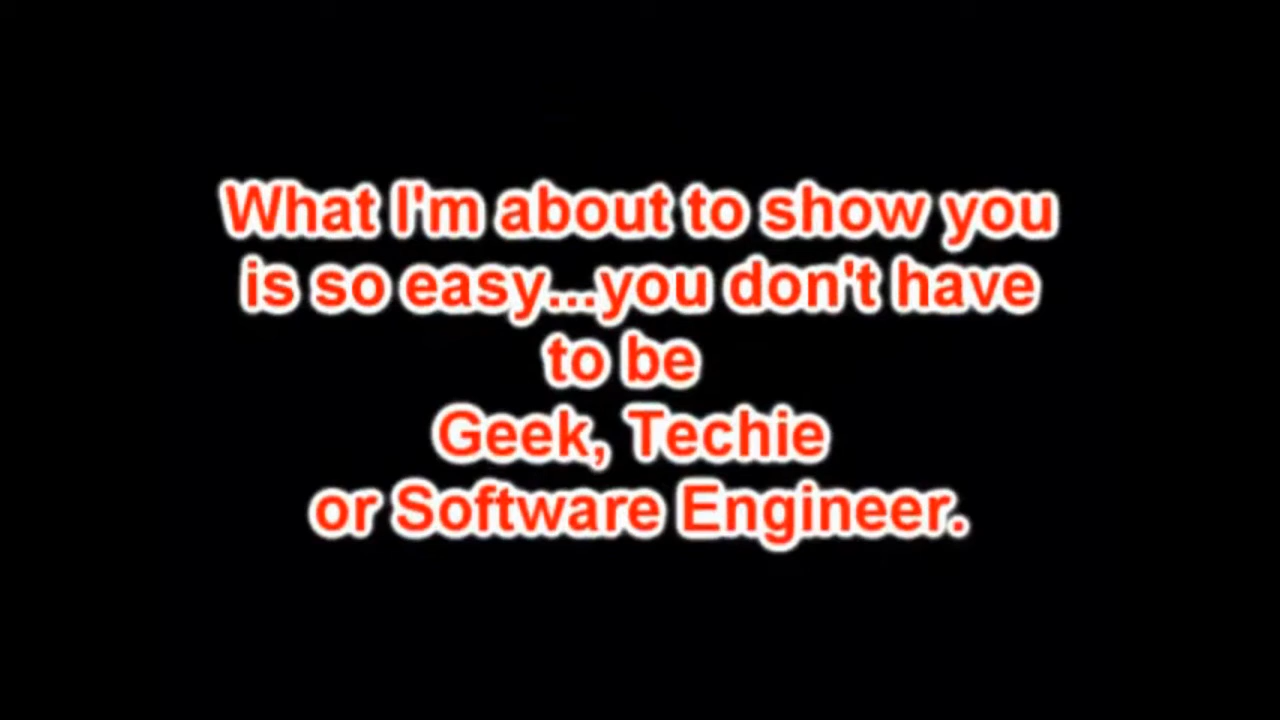 What I'm about to show you
is so easy...you don't have
to be
Geek, Techie
or Software Engineer.